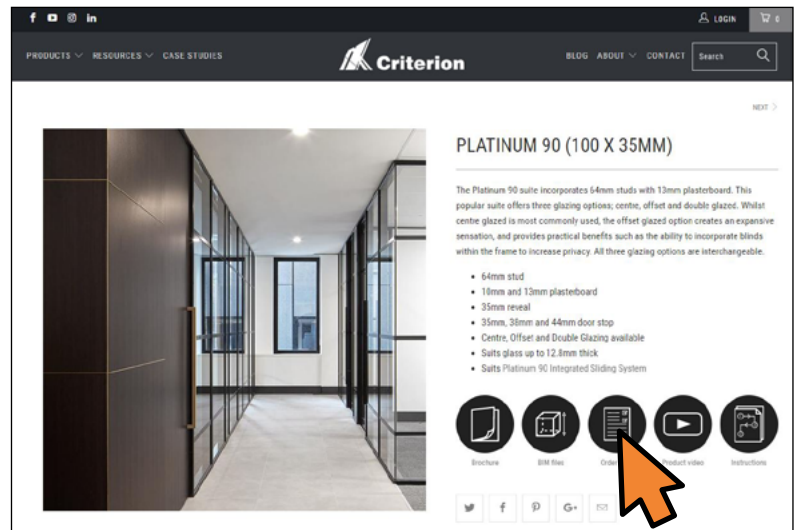 LOGIN
0
PRODUCTS
RESOURCES
CASE STUDIES
Criterion
BLOG
ABOUT
CONTACT
Search
NEXT
PLATINUM 90 (100 X 35MM)
The Platinum 90 suite incorporates 64mm studs with 13mm plasterboard. This
popular suite offers three glazing options; centre, offset and double glazed. Whilst
centre glazed is most commonly used, the offset glazed option creates an expansive
sensation, and provides practical benefits such as the ability to incorporate blinds
within the frame to increase privacy. All three glazing options are interchangeable.
• 64mm stud
• 10mm and 13mm plasterboard
• 35mm reveal
• 35mm, 38mm and 44mm door stop
• Centre, Offset and Double Glazing available
• Suits glass up to 12.8mm thick
• Suits Platinum 90 Integrated Sliding System
Brochure
BIM files
Product video
Instructions